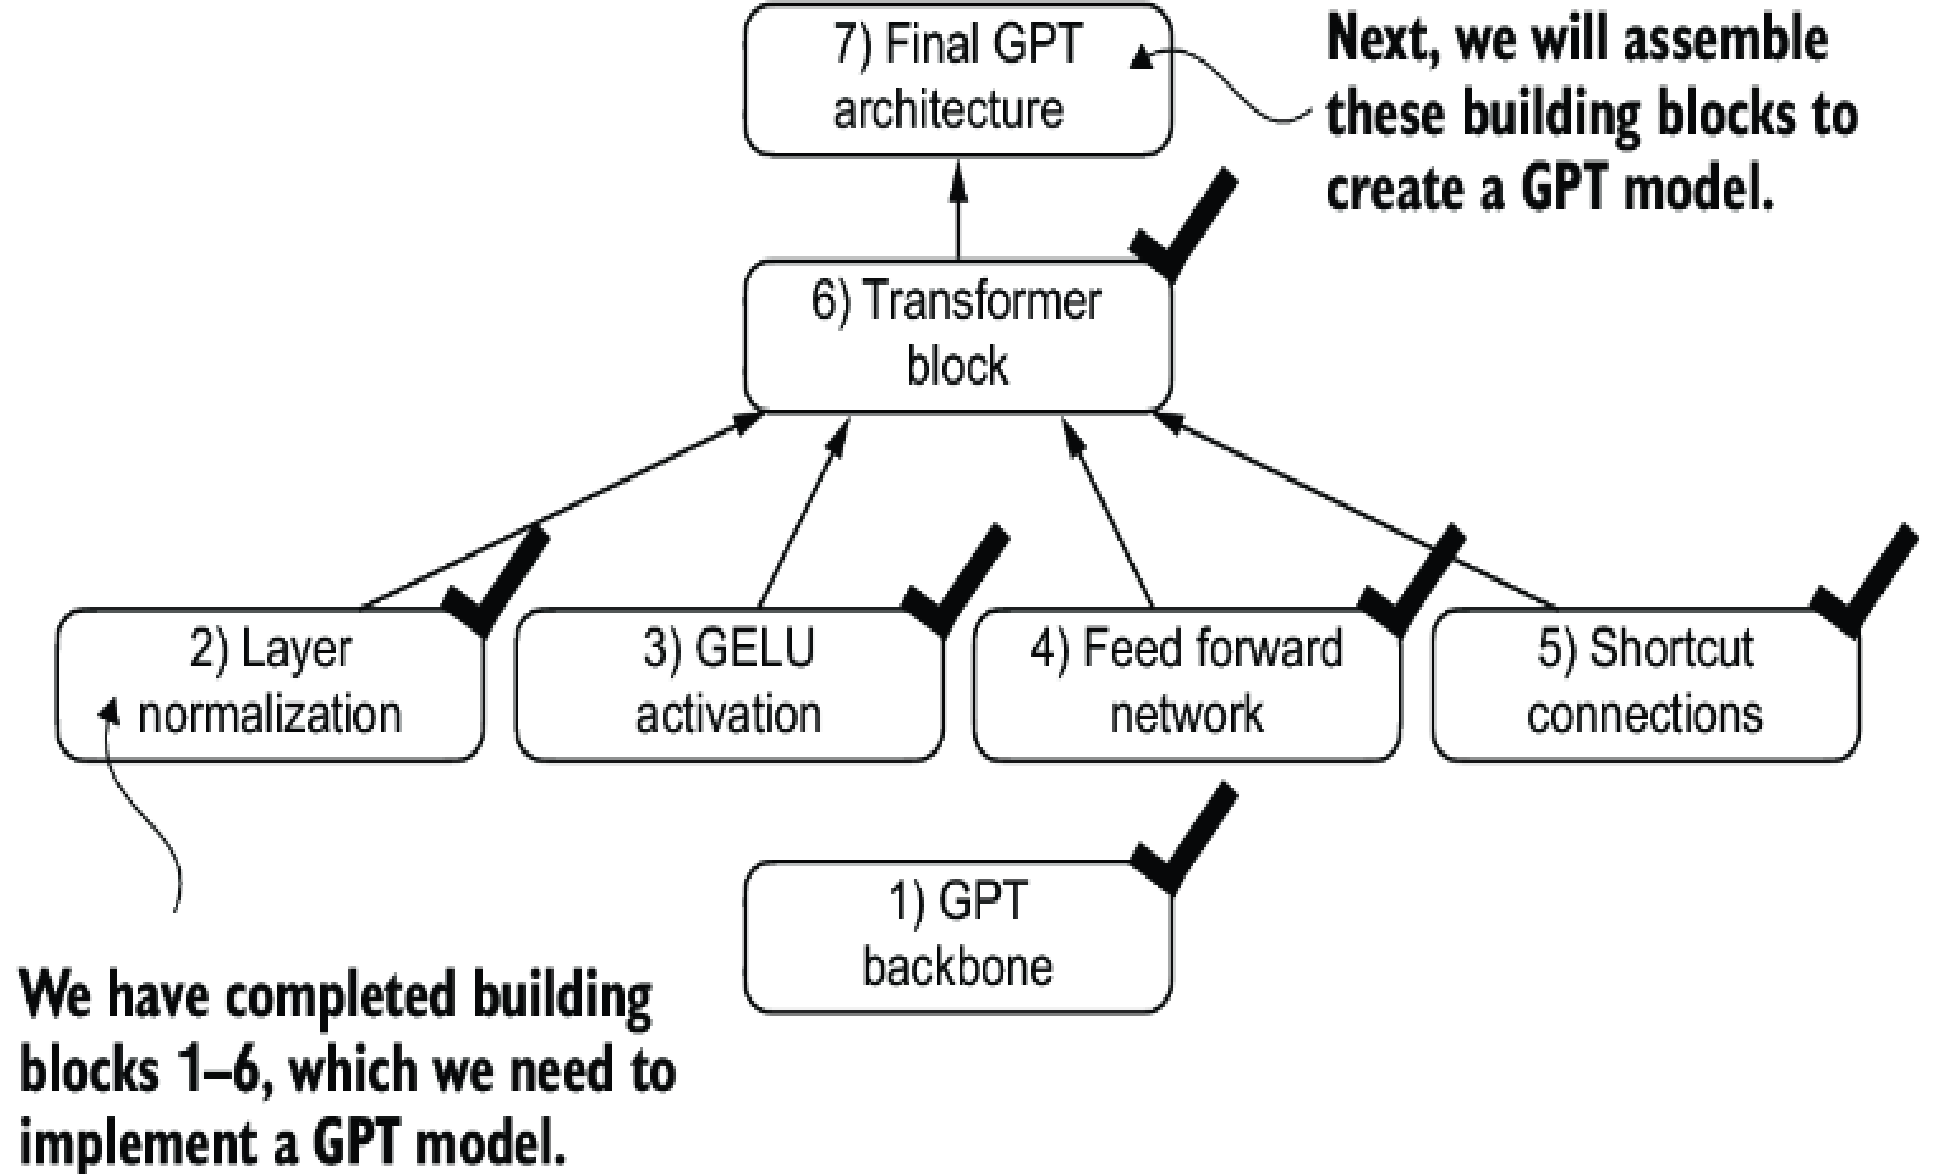 7) Final GPT
architecture
Next, we will assemble
these building blocks to
create a GPT model.
6) Transformer
block
2) Layer
normalization
3) GELU
activation
4) Feed forward
network
5) Shortcut
connections
1) GPT
backbone
We have completed building
blocks 1–6, which we need to
implement a GPT model.